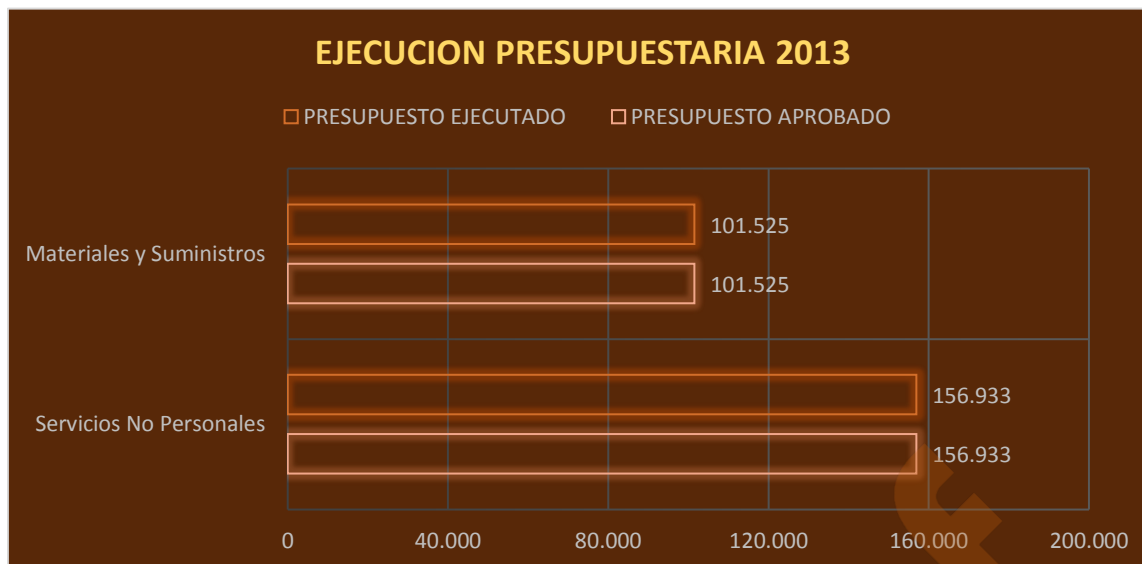 EJECUCION PRESUPUESTARIA 2013
PRESUPUESTO EJECUTADO PRESUPUESTO APROBADO
101.525
Materiales y Suministros
101.525
156.933
Servicios No Personales
156.933
0 40.000 80.000 120.000 160.000 200.000